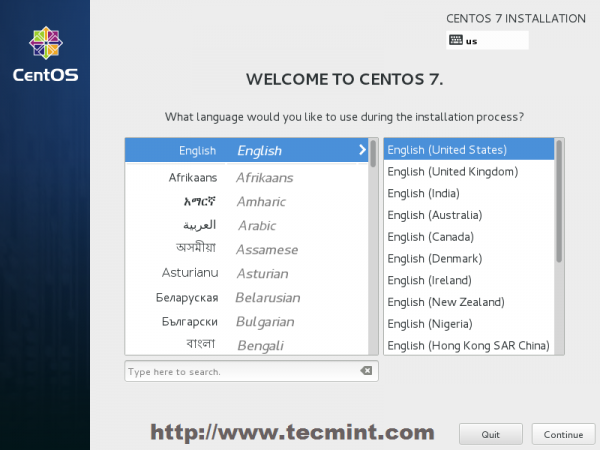 CENTOS 7 INSTALLATION
us
CentOS
WELCOME TO CENTOS 7.
What language would you like to use during the installation process?
English English
Afrikaans Afrikaans
አማርኛ Amharic
العربية Arabic
অসমীয়া Assamese
Asturianu Asturian
Беларуская Belarusian
Български Bulgarian
বাংলা Bengali
English (United States)
English (United Kingdom)
English (India)
English (Australia)
English (Canada)
English (Denmark)
English (Ireland)
English (New Zealand)
English (Nigeria)
English (Hong Kong SAR China)
Type here to search.
http://www.tecmint.com
Quit
Continue